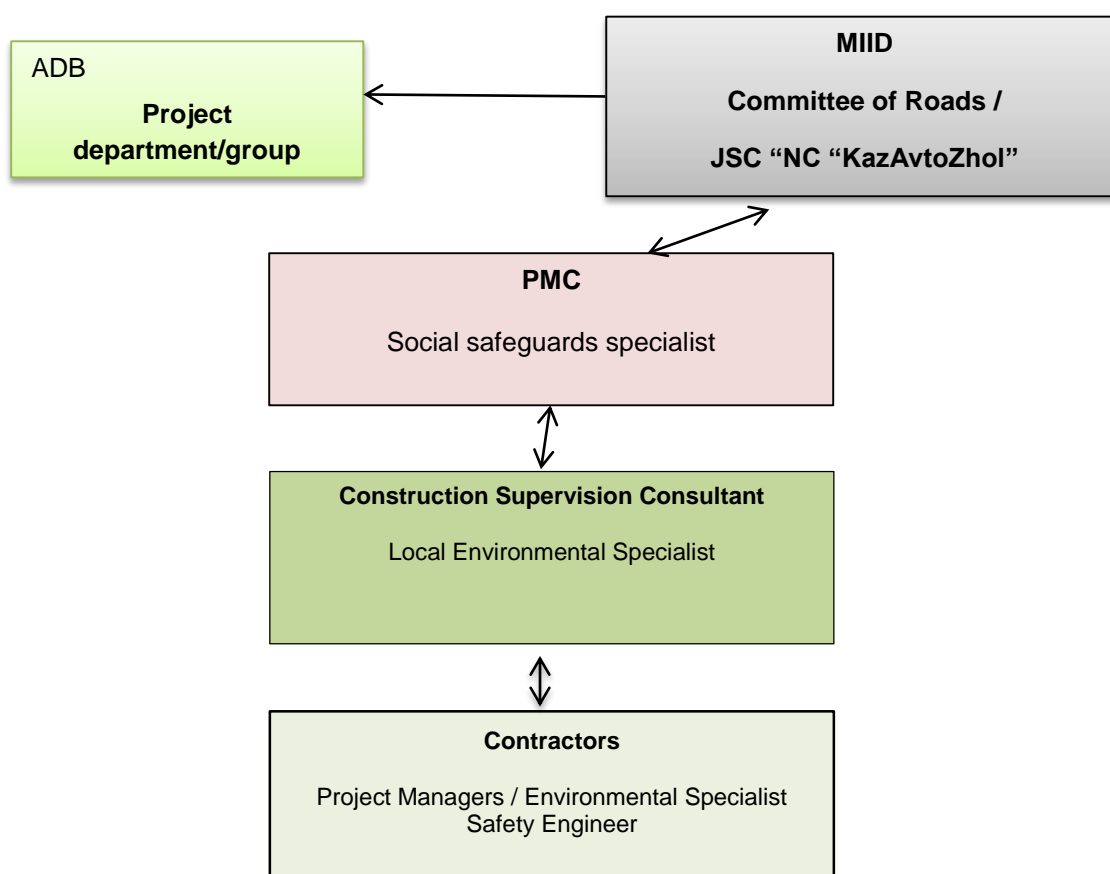 ADB
Project
department/group
MIID
Committee of Roads /
JSC “NC “KazAvtoZhol”
PMC
Social safeguards specialist
Construction Supervision Consultant
Local Environmental Specialist
Contractors
Project Managers / Environmental Specialist
Safety Engineer